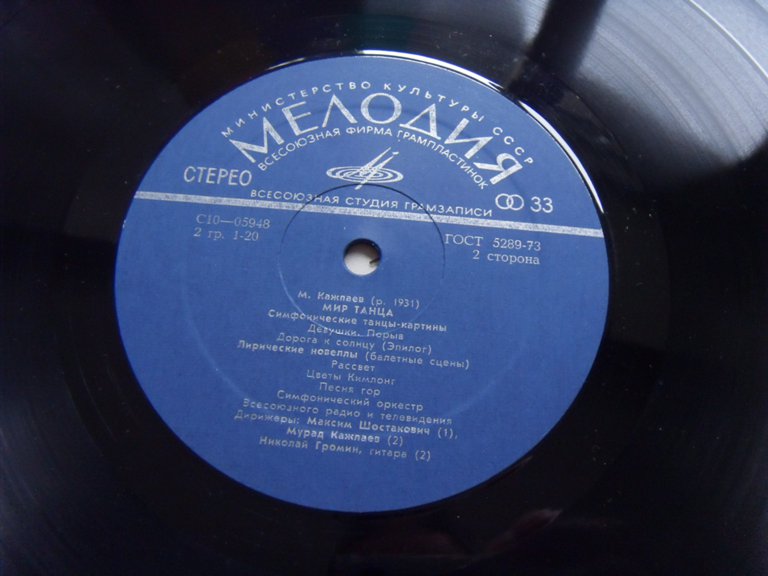 МИНИСТЕРСТВО КУЛЬТУРЫ СССР
МЕЛОДИЯ
ВСЕСОЮЗНАЯ ФИРМА ГРАМПЛАСТИНОК
СТЕРЕО
33
ВСЕСОЮЗНАЯ СТУДИЯ ГРАМЗАПИСИ
С10—05948
2 гр. 1-20
ГОСТ 5289-73
2 сторона
М. Кажлаев (р. 1931)
МИР ТАНЦА
Симфонические танцы-картины
Девушки. Порыв
Дорога к солнцу (Эпилог)
Лирические новеллы (балетные сцены)
Рассвет
Цветы Кимлонг
Песня гор
Симфонический оркестр
Всесоюзного радио и телевидения
Дирижеры: Максим Шостакович (1),
Мурад Кажлаев (2)
Николай Громин, гитара (2)